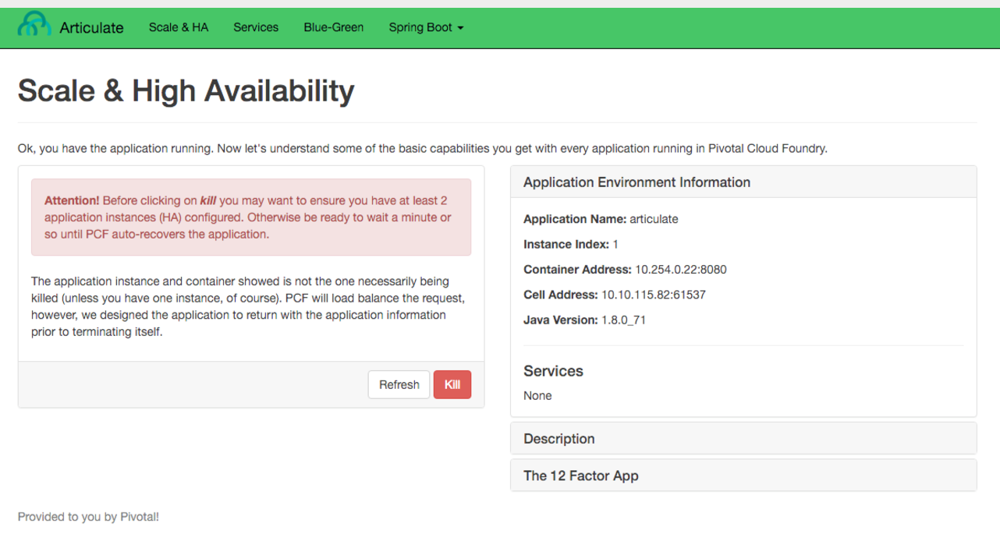 Articulate Scale & HA Services Blue-Green Spring Boot
Scale & High Availability
Ok, you have the application running. Now let's understand some of the basic capabilities you get with every application running in Pivotal Cloud Foundry.
Attention! Before clicking on kill you may want to ensure you have at least 2
application instances (HA) configured. Otherwise be ready to wait a minute or
so until PCF auto-recovers the application.
The application instance and container showed is not the one necessarily being
killed (unless you have one instance, of course). PCF will load balance the request,
however, we designed the application to return with the application information
prior to terminating itself.
Refresh Kill
Application Environment Information
Application Name: articulate
Instance Index: 1
Container Address: 10.254.0.22:8080
Cell Address: 10.10.115.82:61537
Java Version: 1.8.0_71
Services
None
Description
The 12 Factor App
Provided to you by Pivotal!